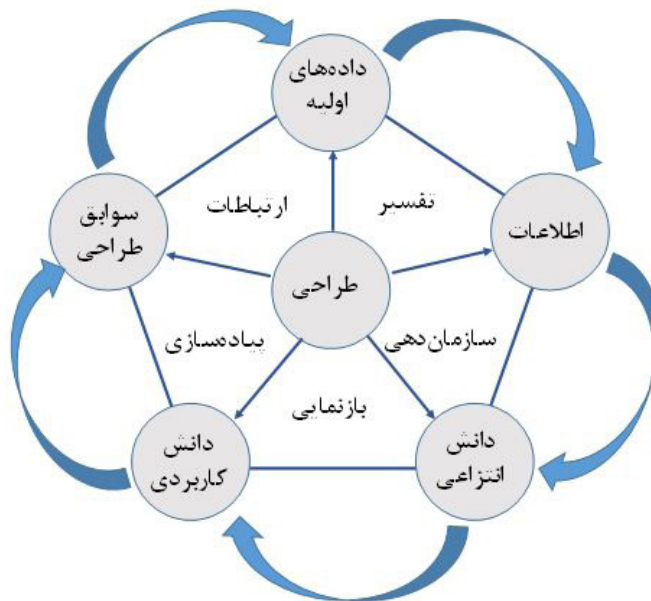 داده‌های
اولیه
ارتباطات
تفسیر
سوابق
طراحی
اطلاعات
طراحی
پیاده‌سازی
سازمان‌دهی
بازنمایی
دانش
کاربردی
دانش
انتزاعی